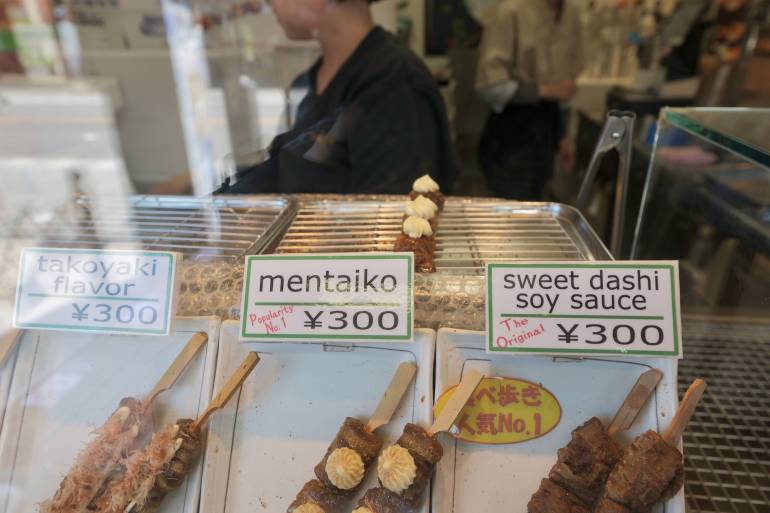 takoyaki
flavor
¥300
mentaiko
Popularity
No.1
¥300
sweet dashi
soy sauce
The
Original
¥300
べ歩き
人気No.1